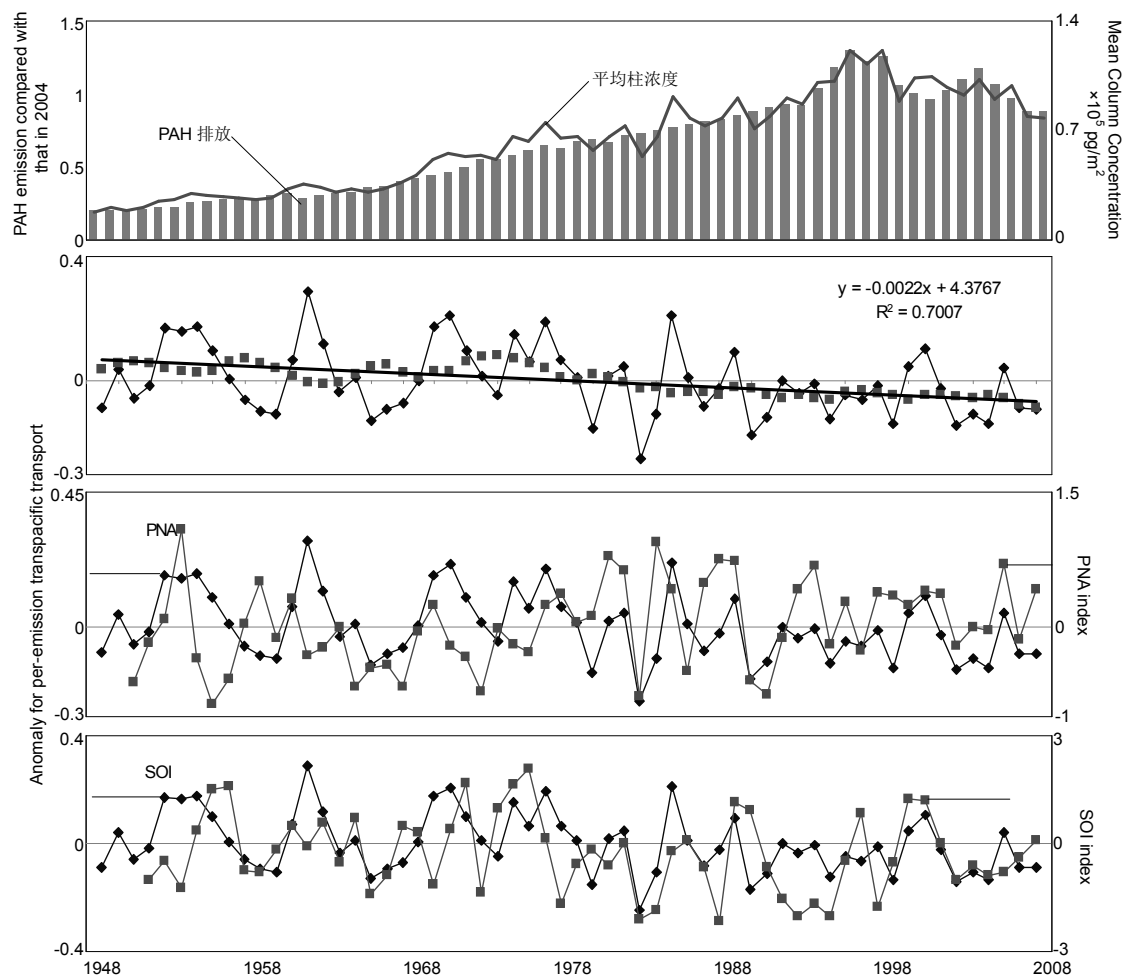 PAH emission compared with
that in 2004
1.5
1
0.5
0
PAH 排放
平均柱浓度
1.4
0.7
0
Mean Column Concentration
×10⁵ pg/m²
0.4
0
-0.3
y = -0.0022x + 4.3767
R² = 0.7007
Anomaly for per-emission transpacific transport
0.45
0
-0.3
PNA
1.5
0
-1
PNA index
0.4
0
-0.4
SOI
3
0
-3
SOI index
1948 1958 1968 1978 1988 1998 2008